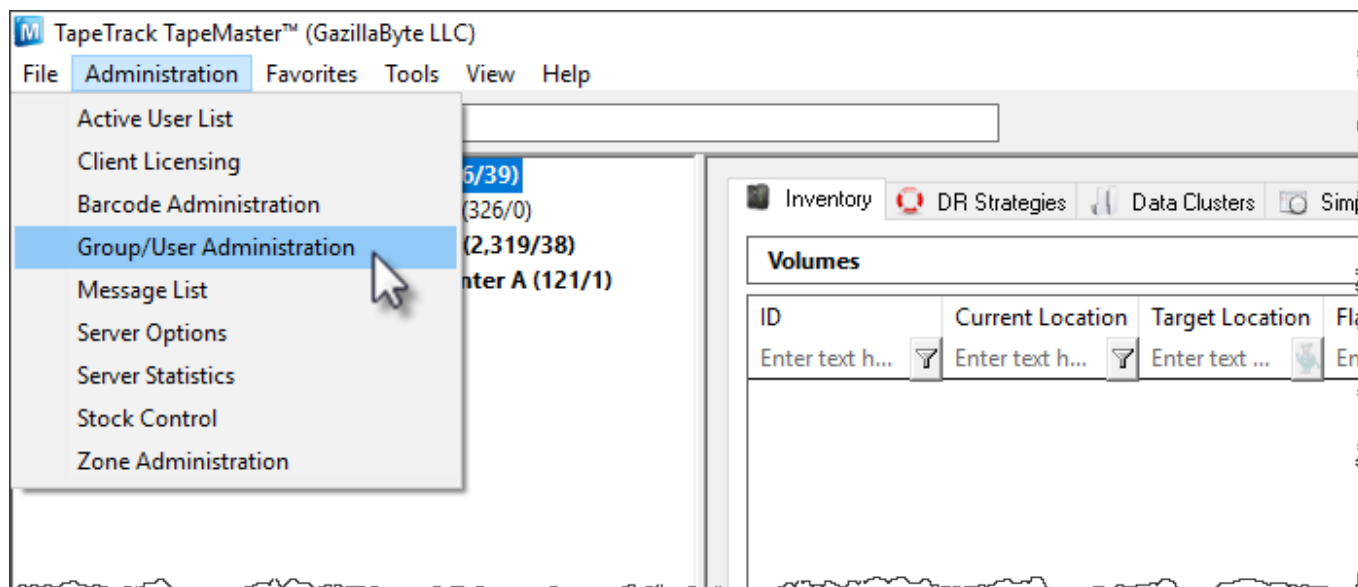 TapeTrack TapeMaster™ (GazillaByte LLC)
File Administration Favorites Tools View Help
Active User List
Client Licensing
Barcode Administration
Group/User Administration
Message List
Server Options
Server Statistics
Stock Control
Zone Administration
6/39)
(326/0)
(2,319/38)
nter A (121/1)
Inventory DR Strategies Data Clusters Sim
Volumes
ID Current Location Target Location Fla
Enter text h... Enter text h... Enter text ... En